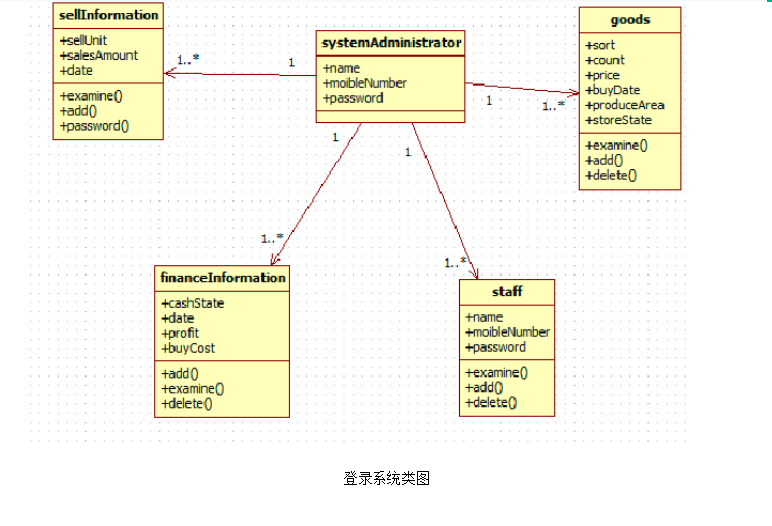 sellInformation
+sellUnit
+salesAmount
+date
+examine()
+add()
+password()
1..*
1
systemAdministrator
+name
+moibleNumber
+password
1
1..*
goods
+sort
+count
+price
+buyDate
+produceArea
+storeState
+examine()
+add()
+delete()
1
1..*
1
1..*
financeInformation
+cashState
+date
+profit
+buyCost
+add()
+examine()
+delete()
staff
+name
+moibleNumber
+password
+examine()
+add()
+delete()
登录系统类图